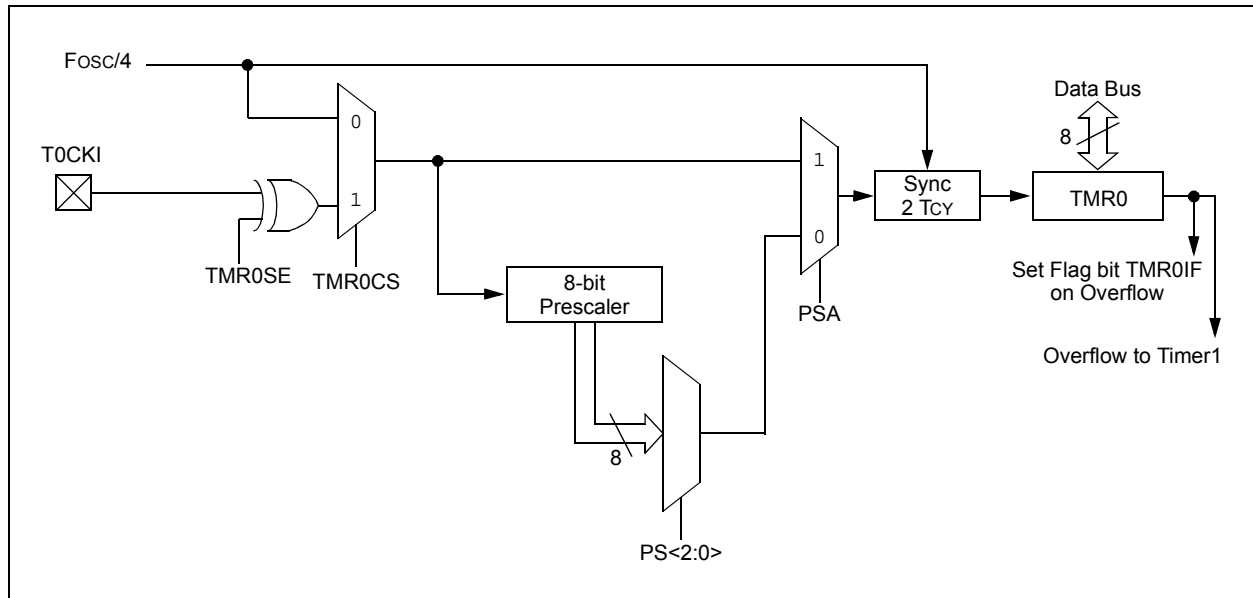 FOSC/4
Data Bus
8
T0CKI
0
1
1
0
Sync
2 TCY
TMR0
TMR0SE
TMR0CS
8-bit
Prescaler
PSA
Set Flag bit TMR0IF
on Overflow
Overflow to Timer1
8
PS<2:0>